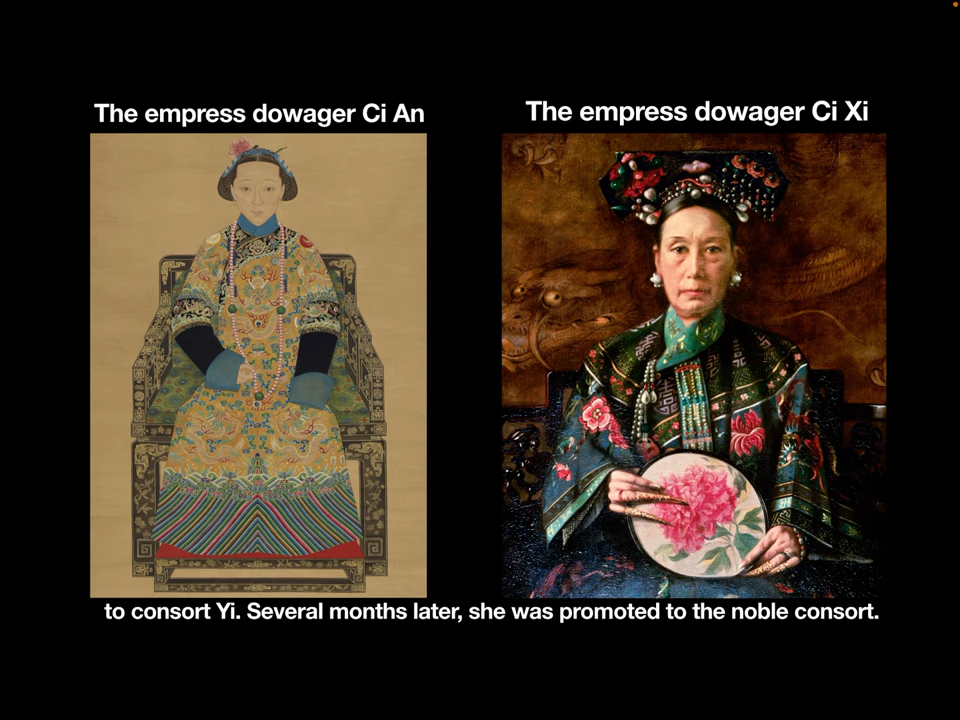 The empress dowager Ci An
The empress dowager Ci Xi
to consort Yi. Several months later, she was promoted to the noble consort.